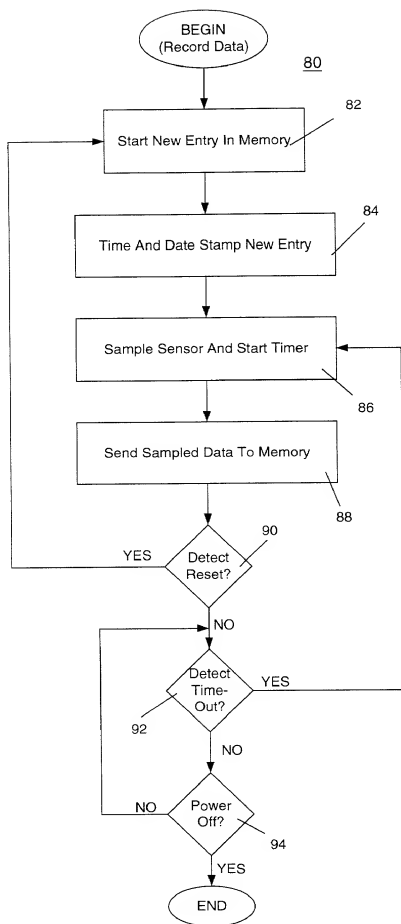 BEGIN
(Record Data)
80
82
Start New Entry In Memory
84
Time And Date Stamp New Entry
Sample Sensor And Start Timer
86
Send Sampled Data To Memory
88
90
YES
Detect
Reset?
NO
Detect
Time-
Out?
YES
92
NO
NO
Power
Off?
94
YES
END